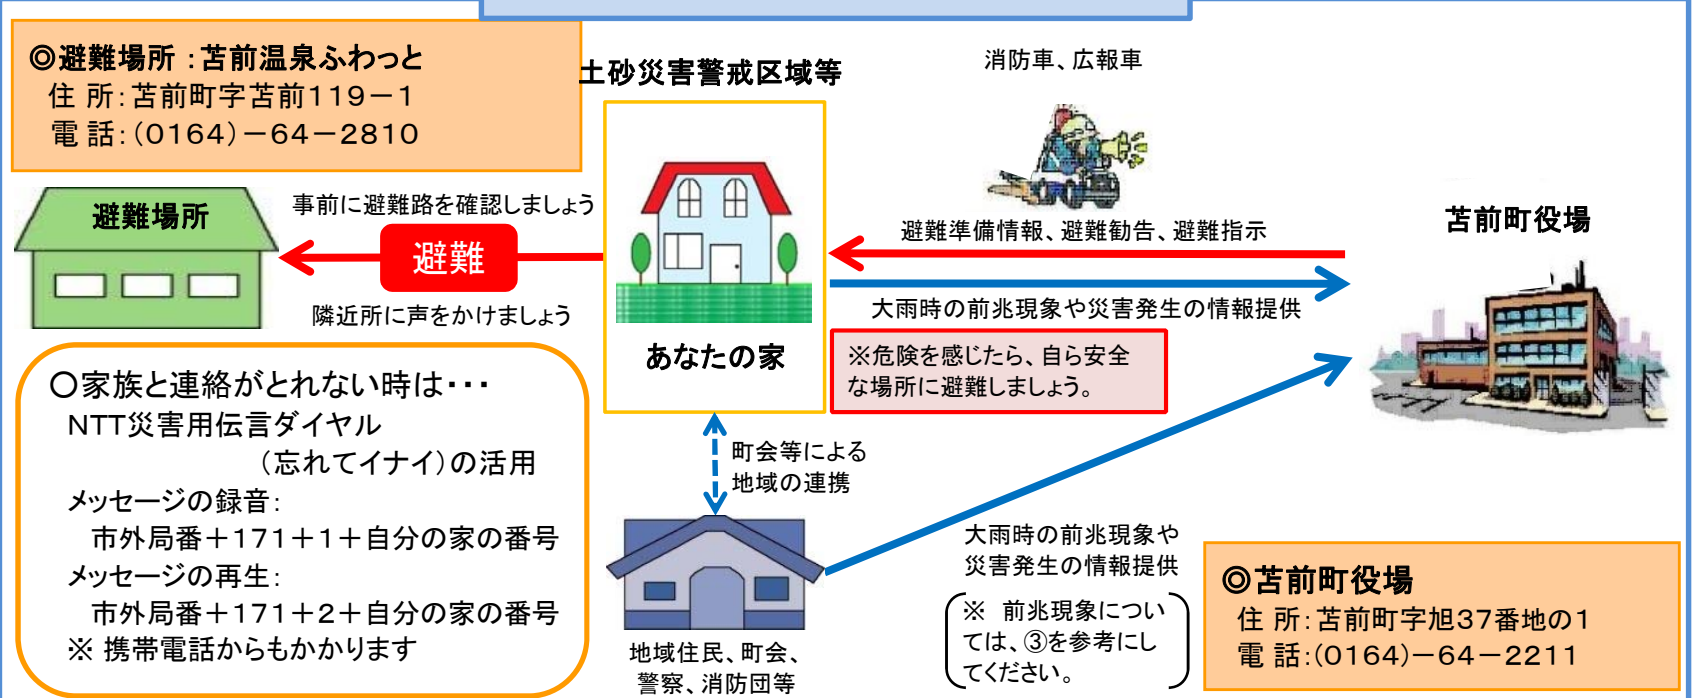 ◎避難場所：苫前温泉ふわっと
住 所：苫前町字苫前119－1
電 話：（0164）－64－2810
土砂災害警戒区域等
消防車、広報車
避難場所
事前に避難路を確認しましょう
避難
隣近所に声をかけましょう
避難準備情報、避難勧告、避難指示
苫前町役場
大雨時の前兆現象や災害発生の情報提供
あなたの家
※危険を感じたら、自ら安全
な場所に避難しましょう。
〇家族と連絡がとれない時は・・・
NTT災害用伝言ダイヤル
（忘れてイナイ）の活用
メッセージの録音：
市外局番＋171＋1＋自分の家の番号
メッセージの再生：
市外局番＋171＋2＋自分の家の番号
※ 携帯電話からもかかります
町会等による
地域の連携
地域住民、町会、
警察、消防団等
大雨時の前兆現象や
災害発生の情報提供
※ 前兆現象につい
ては、③を参考にし
てください。
◎苫前町役場
住 所：苫前町字旭37番地の1
電 話：（0164）－64－2211